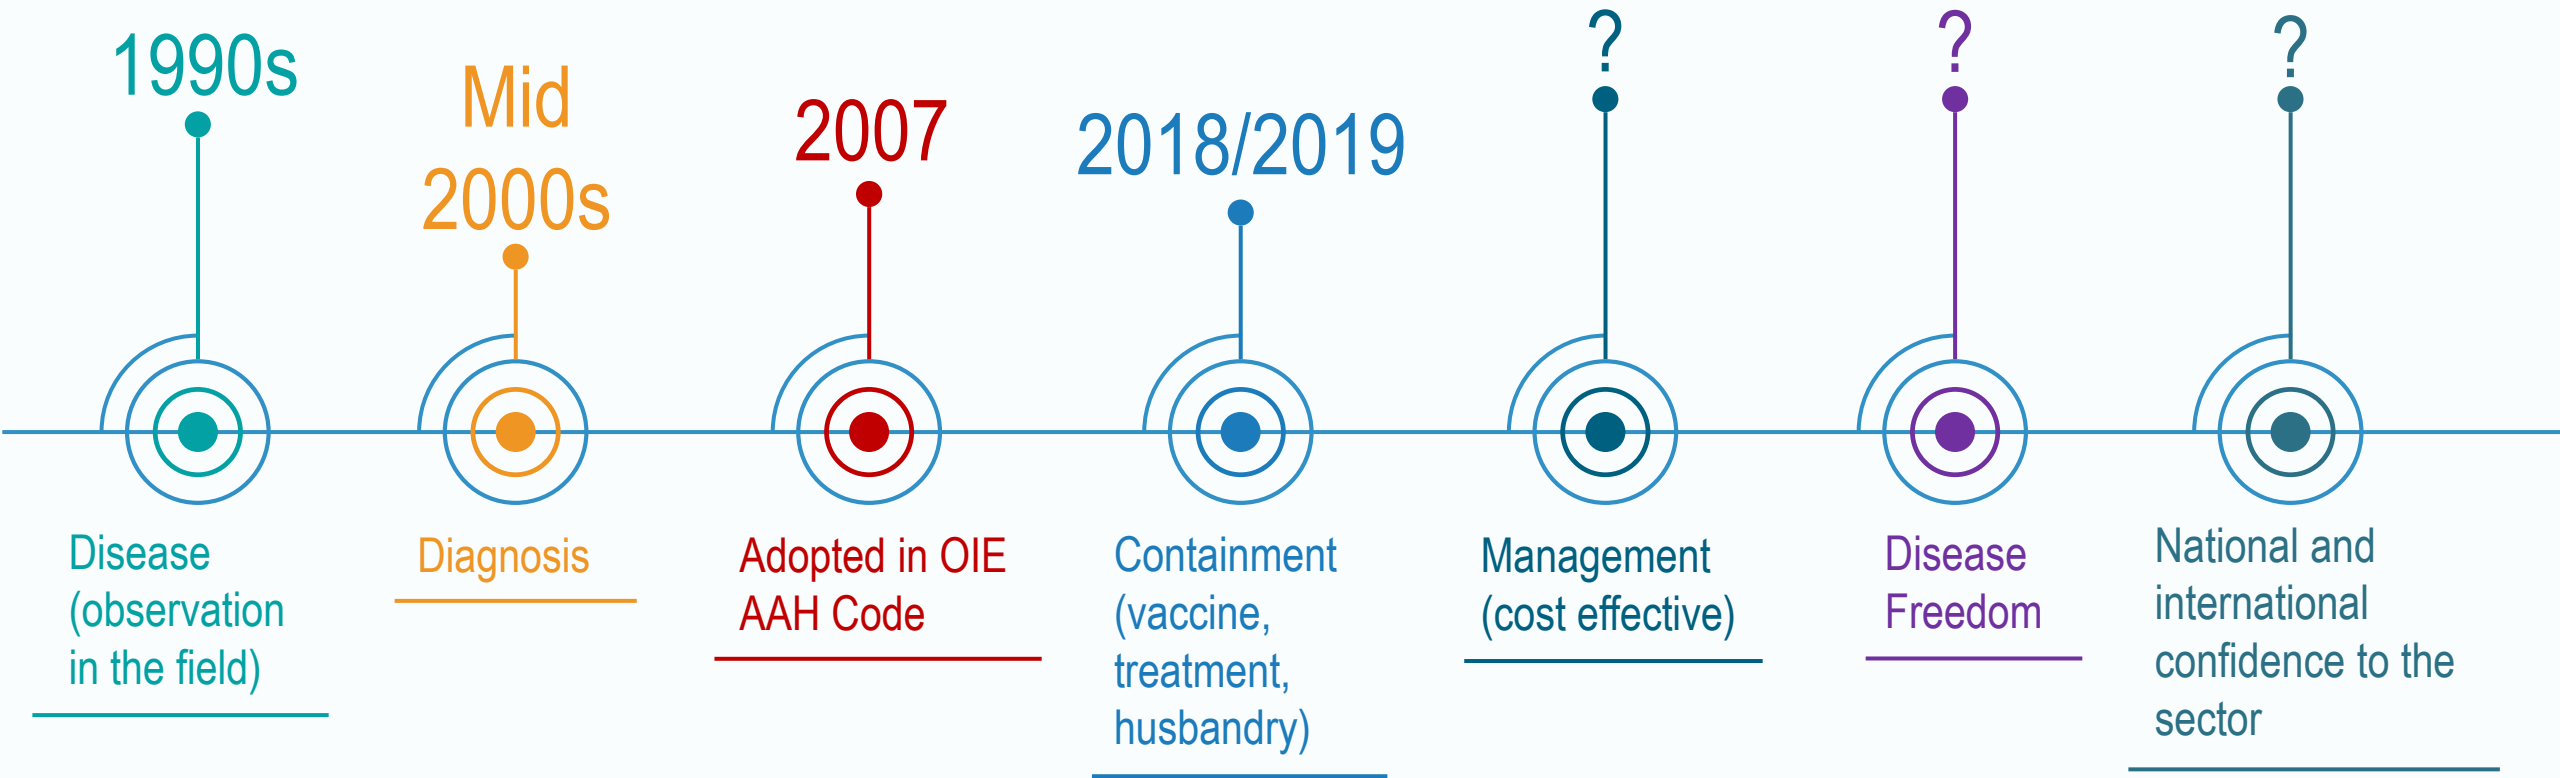 1990s
Disease
(observation
in the field)
Mid
2000s
Diagnosis
2007
Adopted in OIE
AAH Code
2018/2019
Containment
(vaccine,
treatment,
husbandry)
?
Management
(cost effective)
?
Disease
Freedom
?
National and
international
confidence to the
sector